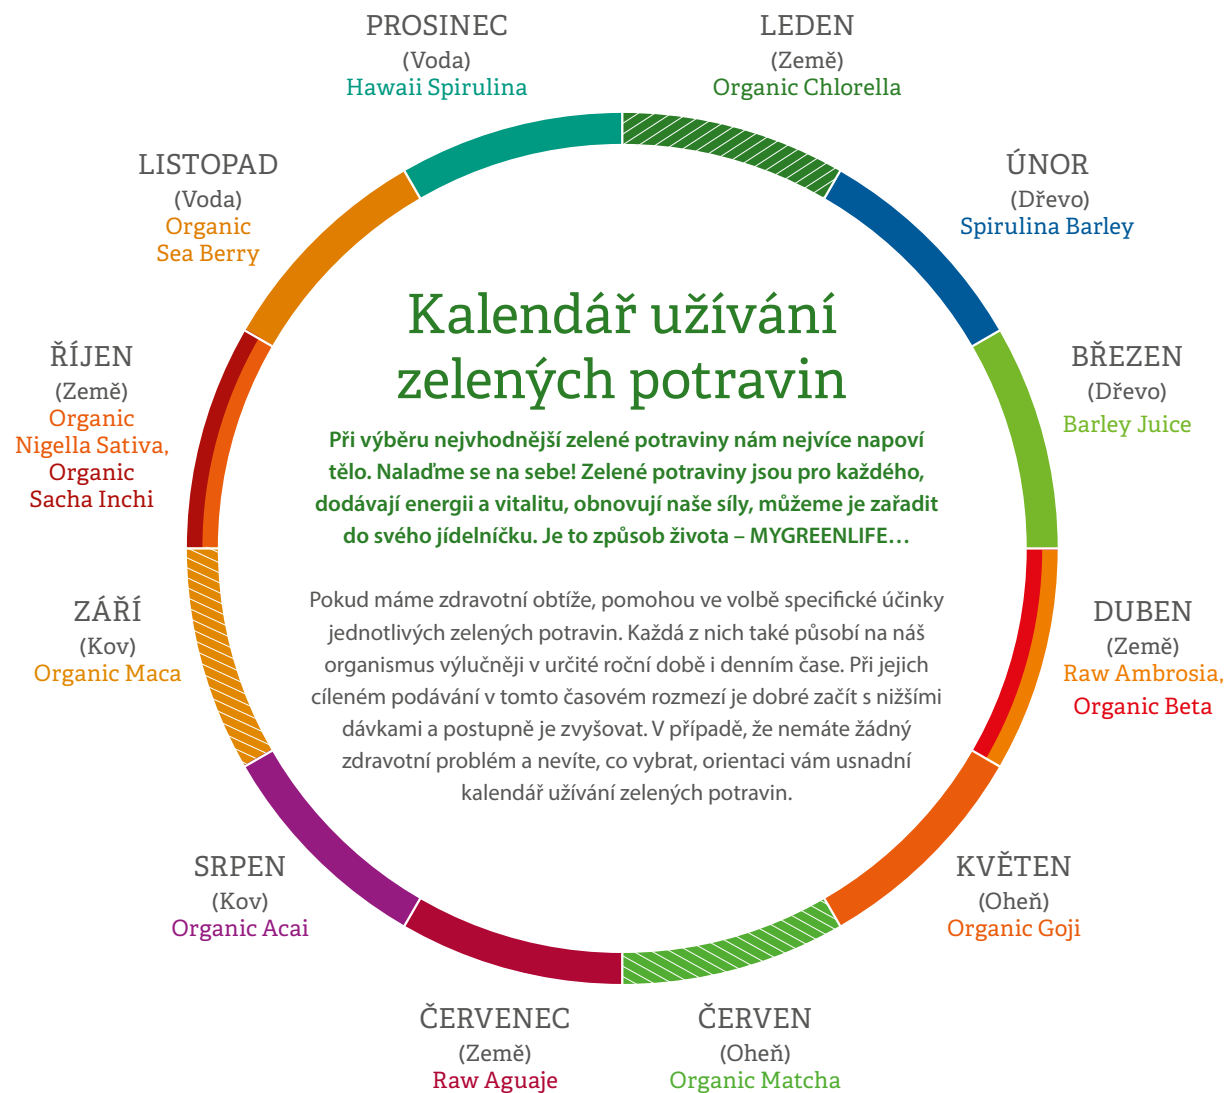 PROSINEC
(Voda)
Hawaii Spirulina
LEDEN
(Země)
Organic Chlorella
LISTOPAD
(Voda)
Organic
Sea Berry
ÚNOR
(Dřevo)
Spirulina Barley
Kalendář užívání
zelených potravin
ŘÍJEN
(Země)
Organic
Nigella Sativa,
Organic
Sacha Inchi
BŘEZEN
(Dřevo)
Barley Juice
Při výběru nejvhodnější zelené potraviny nám nejvíce napoví
tělo. Nalaďme se na sebe! Zelené potraviny jsou pro každého,
dodávají energii a vitalitu, obnovují naše síly, můžeme je zařadit
do svého jídelníčku. Je to způsob života – MYGREENLIFE…
Pokud máme zdravotní obtíže, pomohou ve volbě specifické účinky
jednotlivých zelených potravin. Každá z nich také působí na náš
organismus výlučněji v určité roční době i denním čase. Při jejich
cíleném podávání v tomto časovém rozmezí je dobré začít s nižšími
dávkami a postupně je zvyšovat. V případě, že nemáte žádný
zdravotní problém a nevíte, co vybrat, orientaci vám usnadní
kalendář užívání zelených potravin.
ZÁŘÍ
(Kov)
Organic Maca
DUBEN
(Země)
Raw Ambrosia,
Organic Beta
SRPEN
(Kov)
Organic Acai
KVĚTEN
(Oheň)
Organic Goji
ČERVENEC
(Země)
Raw Aguaje
ČERVEN
(Oheň)
Organic Matcha